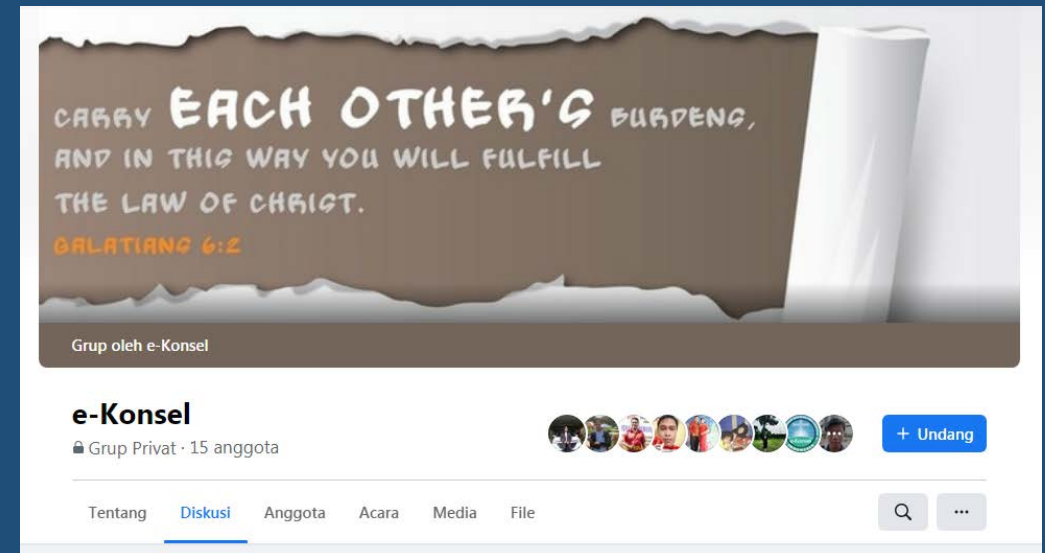 CARRY EACH OTHER'S BURDENS,
AND IN THIS WAY YOU WILL FULFILL
THE LAW OF CHRIST.
GALATIANS 6:2
Grup oleh e-Konsel
e-Konsel
Grup Privat · 15 anggota
+ Undang
Tentang Diskusi Anggota Acara Media File